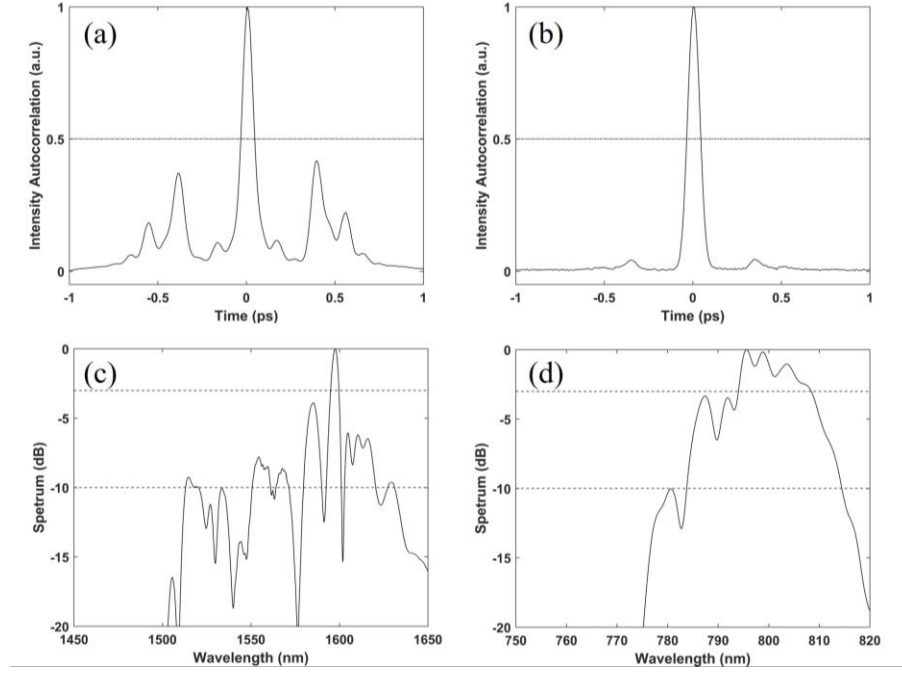 (a)
Intensity Autocorrelation (a.u.)
1
0.5
0
-1 -0.5 0 0.5 1
Time (ps)
(b)
Intensity Autocorrelation (a.u.)
1
0.5
0
-1 -0.5 0 0.5 1
Time (ps)
(c)
Spetrum (dB)
0
-5
-10
-15
-20
1450 1500 1550 1600 1650
Wavelength (nm)
(d)
Spetrum (dB)
0
-5
-10
-15
-20
750 760 770 780 790 800 810 820
Wavelength (nm)